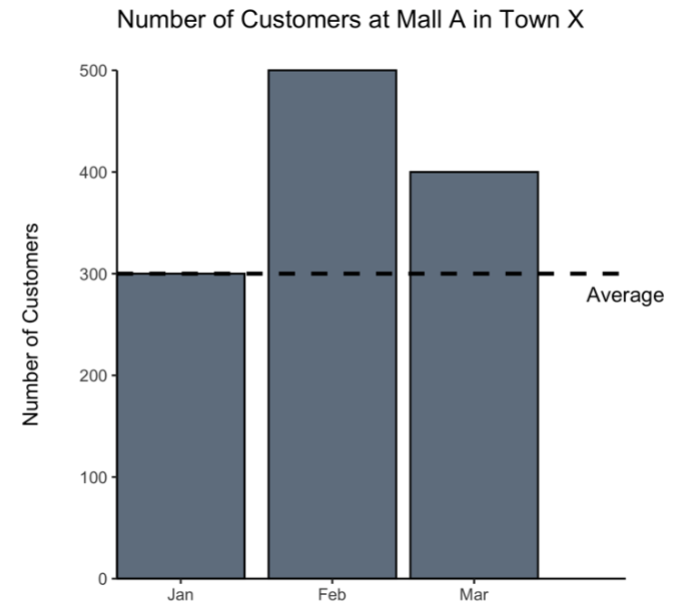 Number of Customers at Mall A in Town X
Number of Customers
500
400
300
200
100
0
Average
Jan Feb Mar